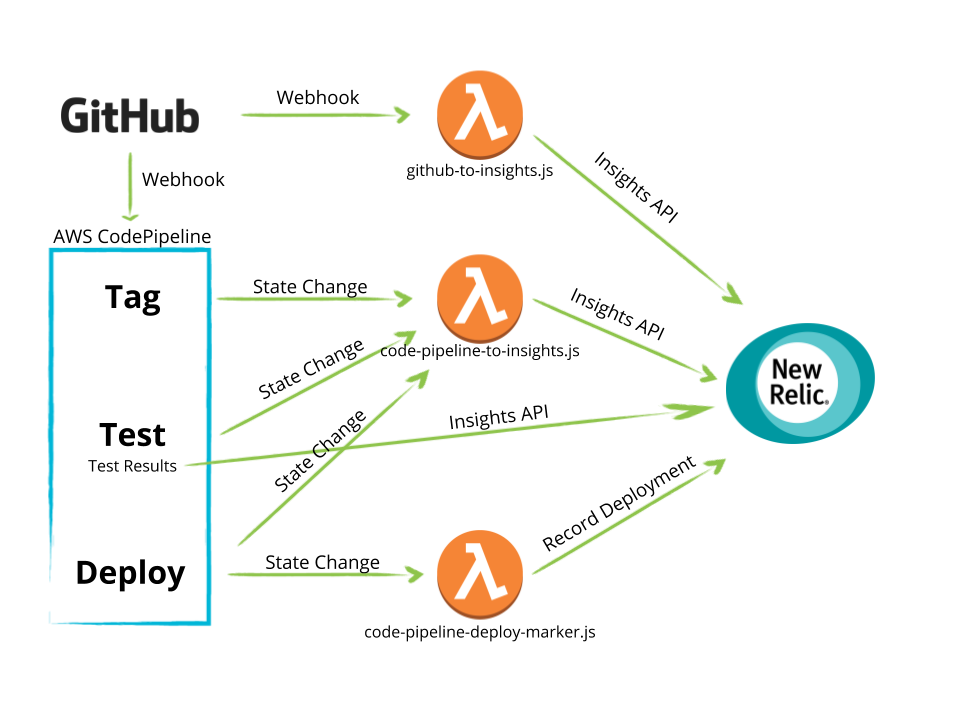 GitHub
Webhook
github-to-insights.js
Insights API
Webhook
AWS CodePipeline
Tag
State Change
code-pipeline-to-insights.js
Insights API
State Change
New
Relic.
Test
Test Results
Insights API
State Change
Deploy
State Change
code-pipeline-deploy-marker.js
Record Deployment